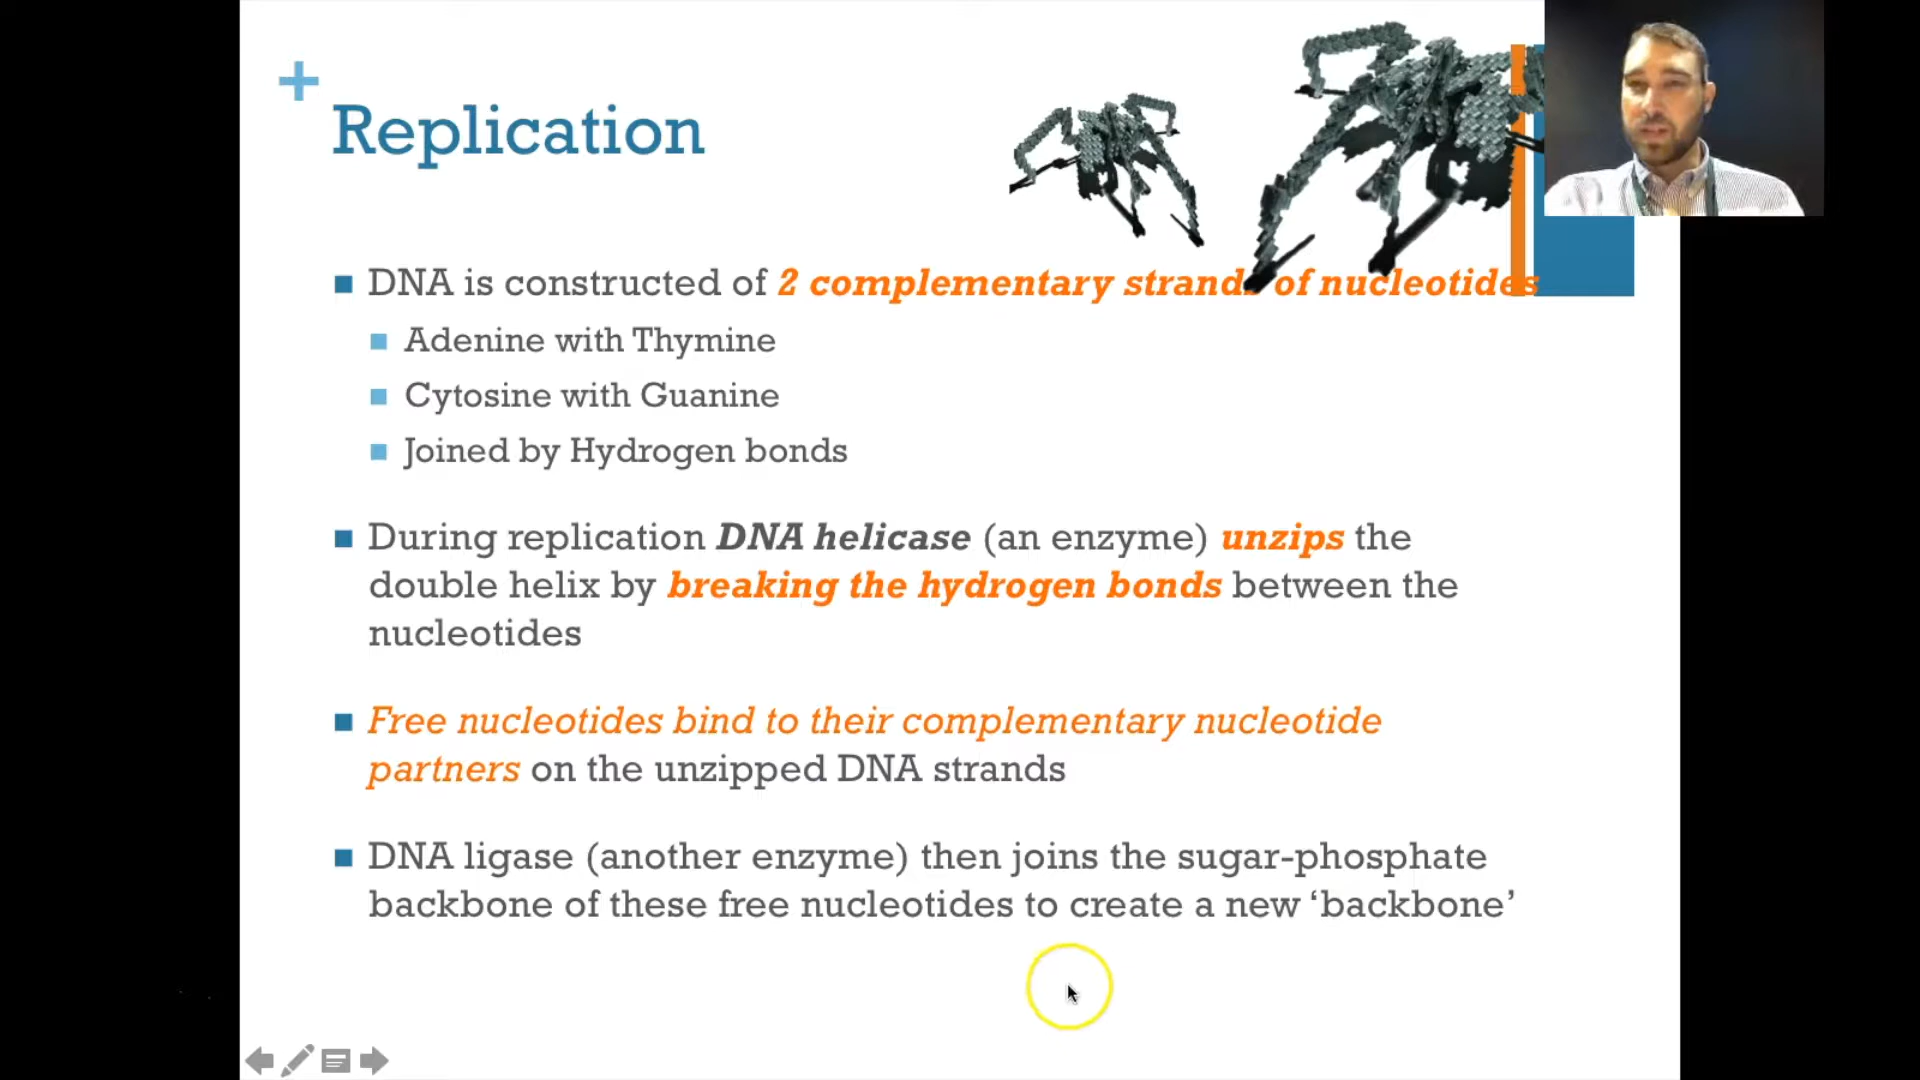 +
Replication
DNA is constructed of 2 complementary strands of nucleotides
Adenine with Thymine
Cytosine with Guanine
Joined by Hydrogen bonds
During replication DNA helicase (an enzyme) unzips the
double helix by breaking the hydrogen bonds between the
nucleotides
Free nucleotides bind to their complementary nucleotide
partners on the unzipped DNA strands
DNA ligase (another enzyme) then joins the sugar-phosphate
backbone of these free nucleotides to create a new ‘backbone’